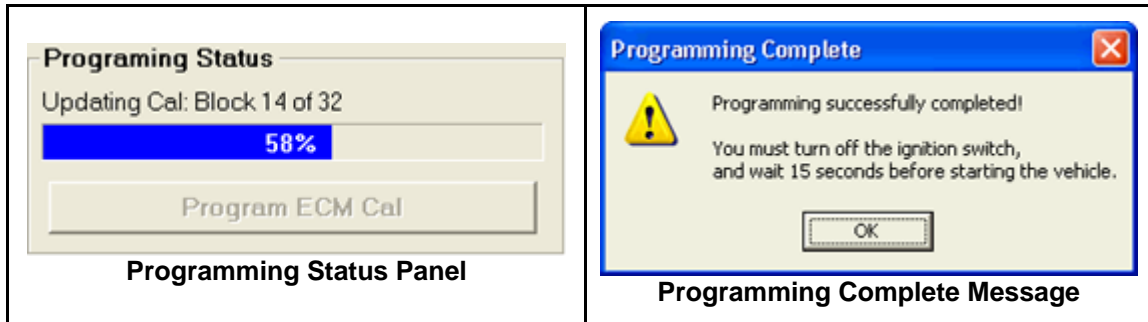 Programing Status
Updating Cal: Block 14 of 32
58%
Program ECM Cal
Programming Status Panel
Programming Complete
Programming successfully completed!
You must turn off the ignition switch,
and wait 15 seconds before starting the vehicle.
OK
Programming Complete Message